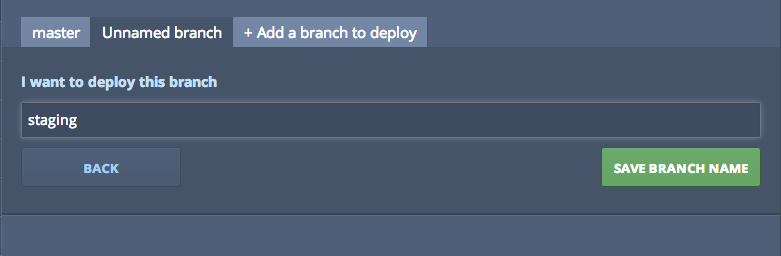 master Unnamed branch + Add a branch to deploy
I want to deploy this branch
staging
BACK SAVE BRANCH NAME